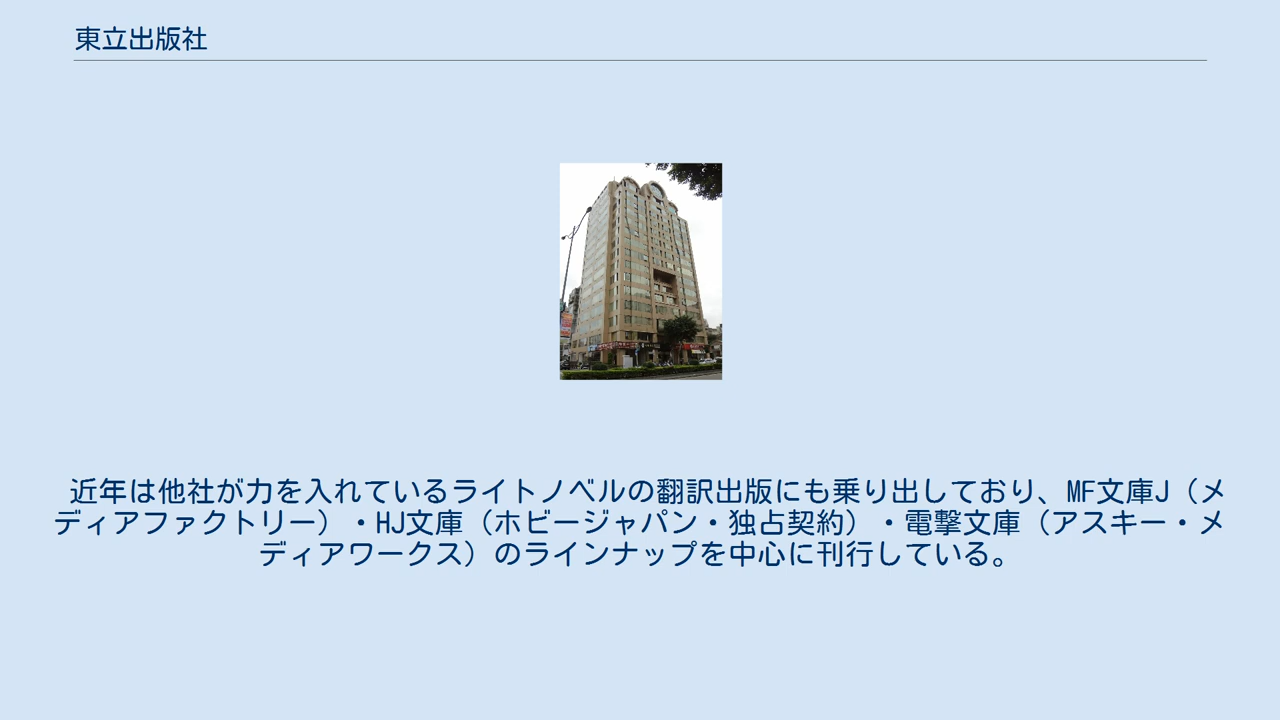 東立出版社
近年は他社が力を入れているライトノベルの翻訳出版にも乗り出しており、MF文庫J（メ
ディアファクトリー）・HJ文庫（ホビージャパン・独占契約）・電撃文庫（アスキー・メ
ディアワークス）のラインナップを中心に刊行している。